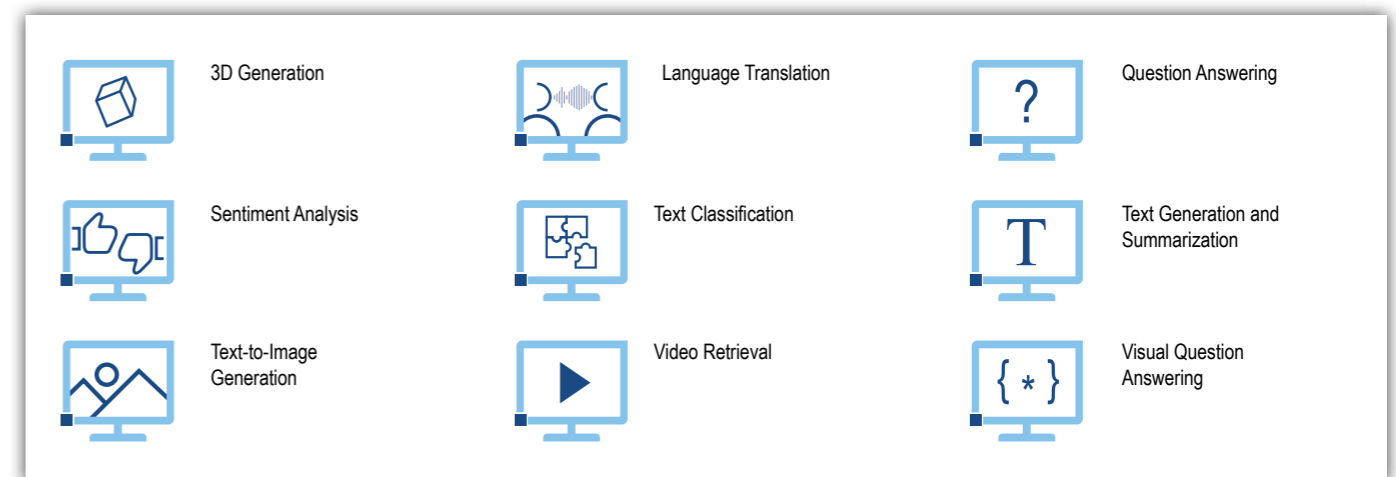 3D Generation
Language Translation
?
Question Answering
Sentiment Analysis
Text Classification
T
Text Generation and
Summarization
Text-to-Image
Generation
Video Retrieval
{*}
Visual Question
Answering